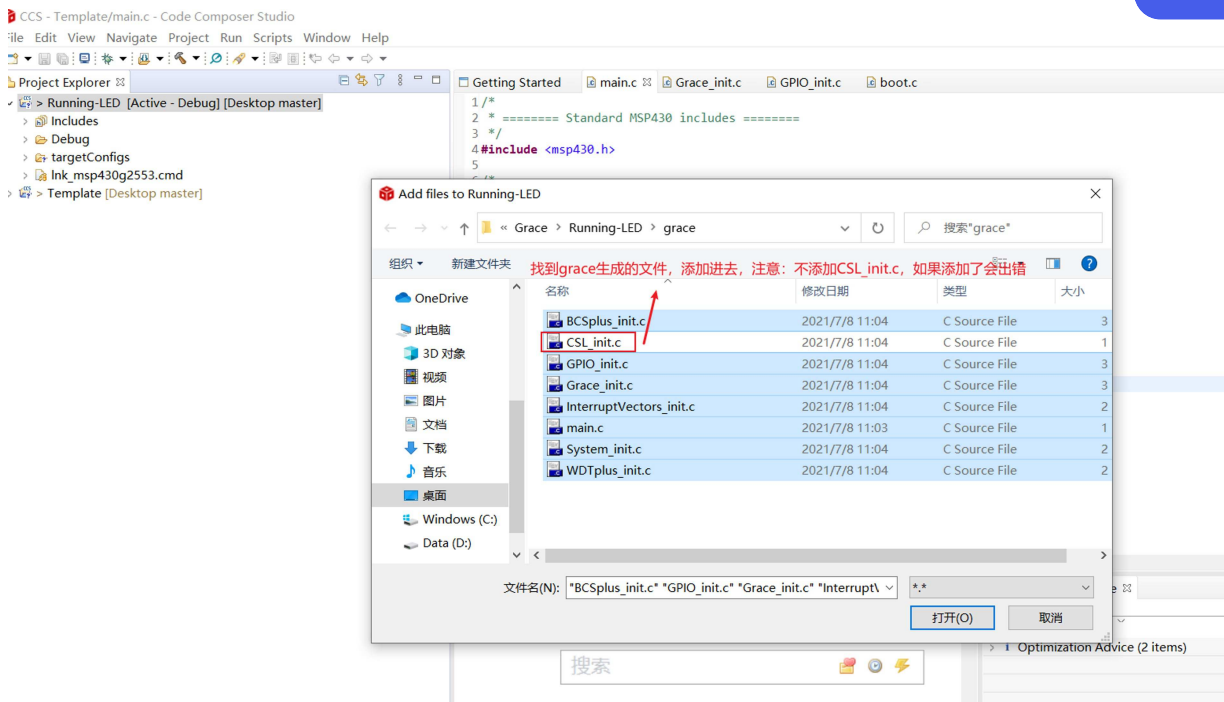 CCS - Template/main.c - Code Composer Studio
File Edit View Navigate Project Run Scripts Window Help
Project Explorer
> Running-LED [Active - Debug] [Desktop master]
Includes
Debug
targetConfigs
lnk_msp430g2553.cmd
> Template [Desktop master]
Getting Started main.c Grace_init.c GPIO_init.c boot.c
1 /*
2 * ======== Standard MSP430 includes ========
3 */
4 #include <msp430.h>
5
Add files to Running-LED
« Grace > Running-LED > grace
搜索"grace"
组织 新建文件夹
找到grace生成的文件，添加进去，注意：不添加CSL_init.c，如果添加了会出错
名称 修改日期 类型 大小
OneDrive
此电脑
3D 对象
视频
图片
文档
下载
音乐
桌面
Windows (C:)
Data (D:)
BCSplus_init.c 2021/7/8 11:04 C Source File 3
CSL_init.c 2021/7/8 11:04 C Source File 1
GPIO_init.c 2021/7/8 11:04 C Source File 3
Grace_init.c 2021/7/8 11:04 C Source File 3
InterruptVectors_init.c 2021/7/8 11:04 C Source File 2
main.c 2021/7/8 11:03 C Source File 1
System_init.c 2021/7/8 11:04 C Source File 2
WDTplus_init.c 2021/7/8 11:04 C Source File 2
文件名(N): "BCSplus_init.c" "GPIO_init.c" "Grace_init.c" "Interrupt\ *.*
打开(O) 取消
Optimization Advice (2 items)
搜索